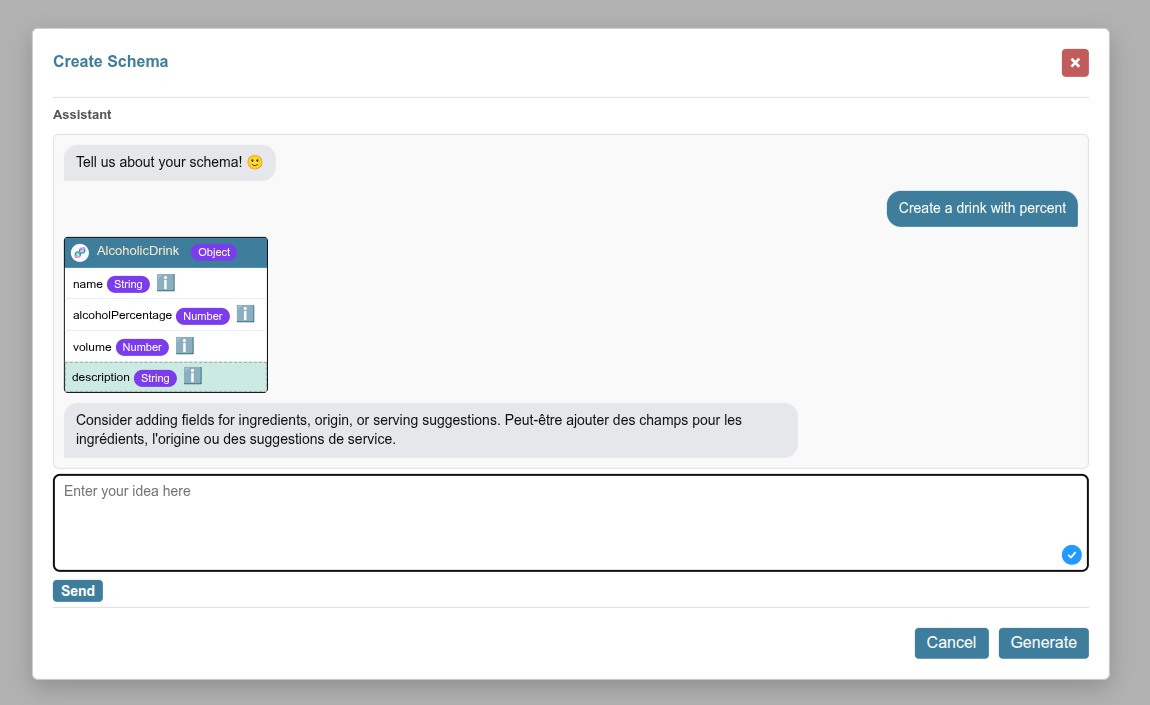 Create Schema
Assistant
Tell us about your schema! 🙂
Create a drink with percent
AlcoholicDrink Object
name String ℹ️
alcoholPercentage Number ℹ️
volume Number ℹ️
description String ℹ️
Consider adding fields for ingredients, origin, or serving suggestions. Peut-être ajouter des champs pour les
ingrédients, l'origine ou des suggestions de service.
Enter your idea here
Send
Cancel Generate